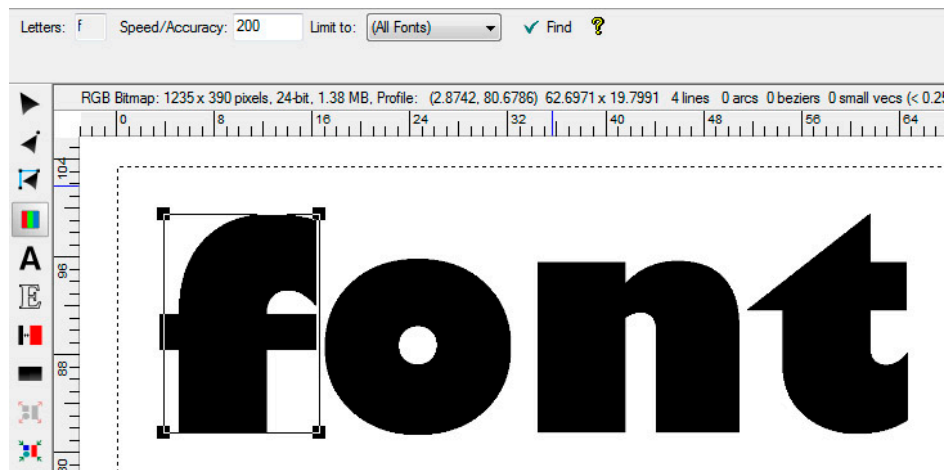 Letters: f Speed/Accuracy: 200 Limit to: (All Fonts) Find ?
RGB Bitmap: 1235 x 390 pixels, 24-bit, 1.38 MB, Profile: (2.8742, 80.6786) 62.6971 x 19.7991 4 lines 0 arcs 0 beziers 0 small vecs (< 0.25
0 8 16 24 32 40 48 56 64
104
96
88
80
A
E
font